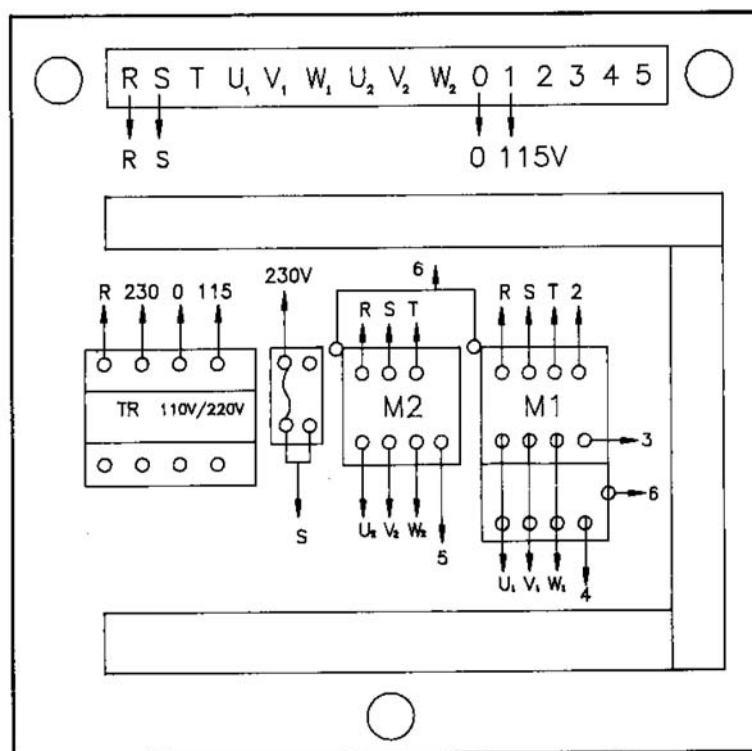 R S T U₁ V₁ W₁ U₂ V₂ W₂ 0 1 2 3 4 5
R S 0 115V
6
R 230 0 115 230V R S T R S T 2
TR 110V/220V M2 M1
3
6
S U₂ V₂ W₂ 5 U₁ V₁ W₁ 4